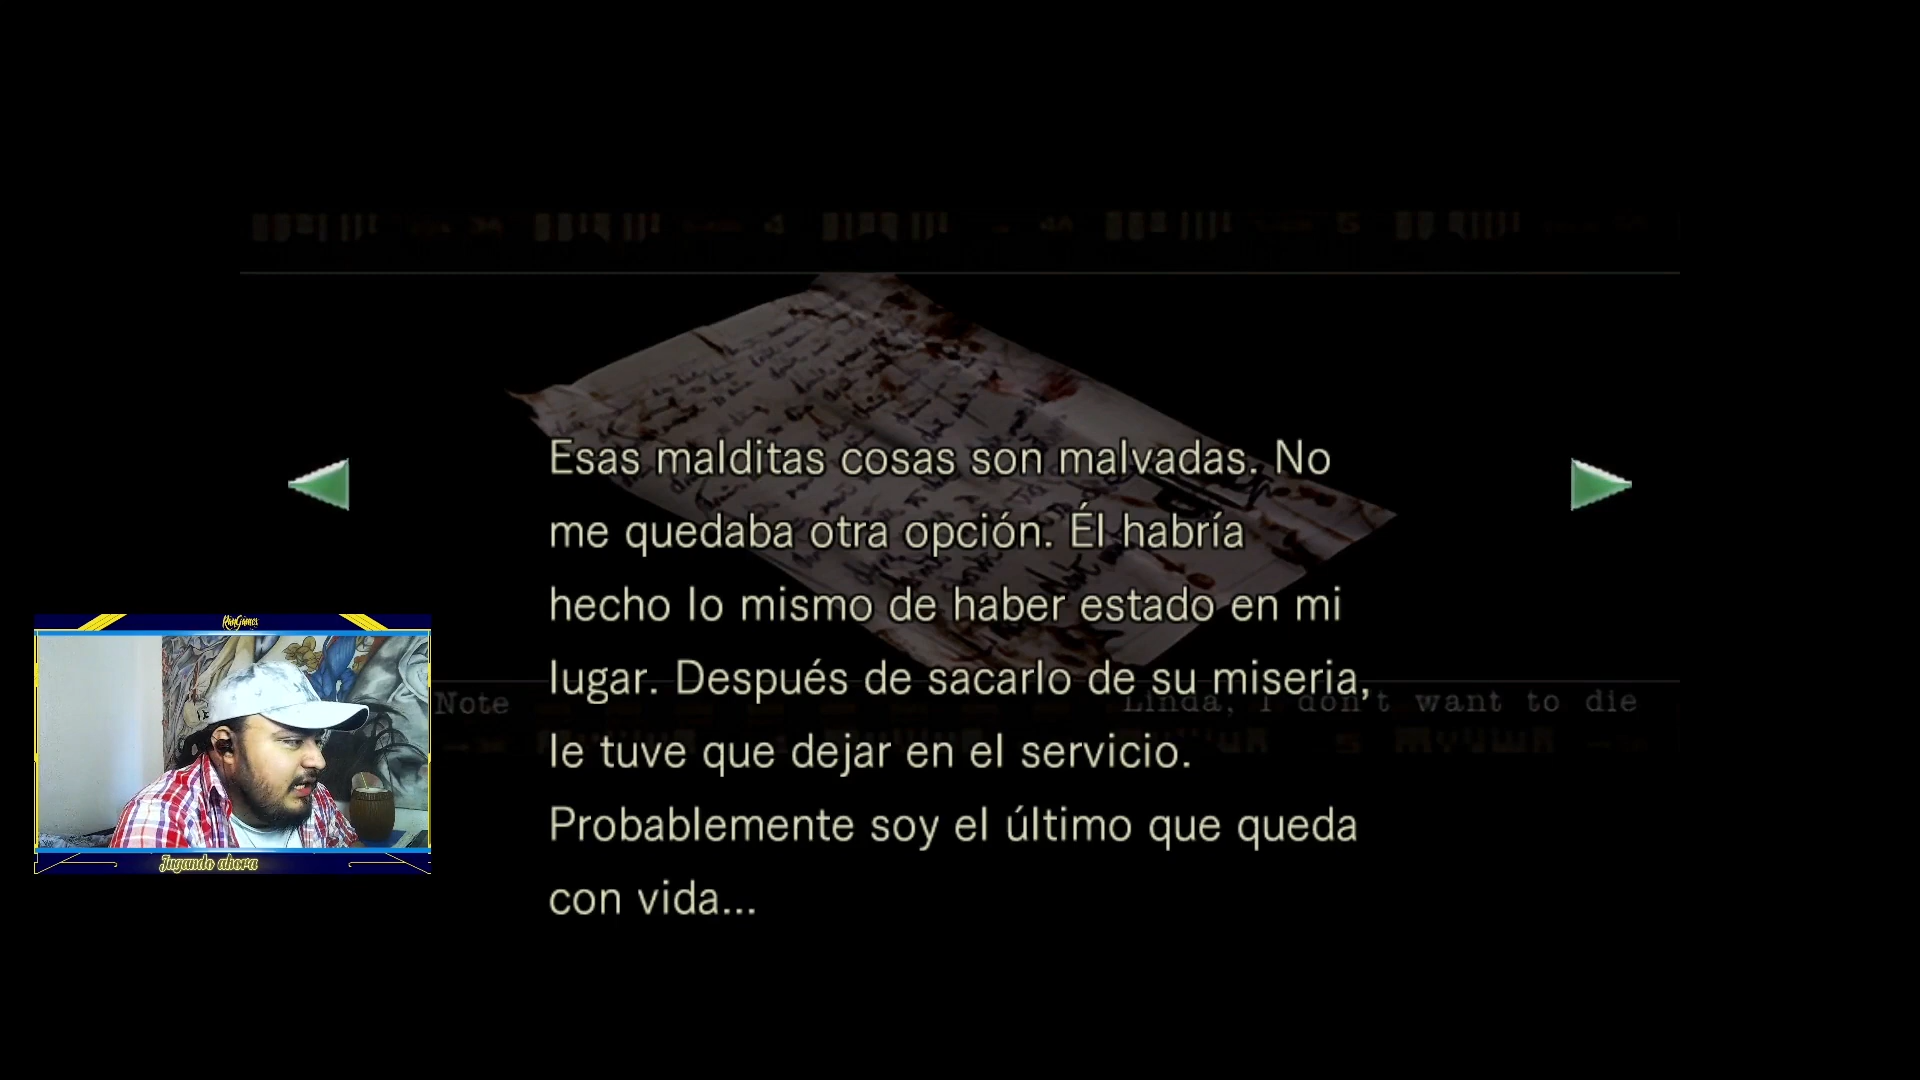 Esas malditas cosas son malvadas. No
me quedaba otra opción. Él habría
hecho lo mismo de haber estado en mi
lugar. Después de sacarlo de su miseria,
le tuve que dejar en el servicio.
Probablemente soy el último que queda
con vida...
Note
Linda, I don't want to die
Jugando ahora